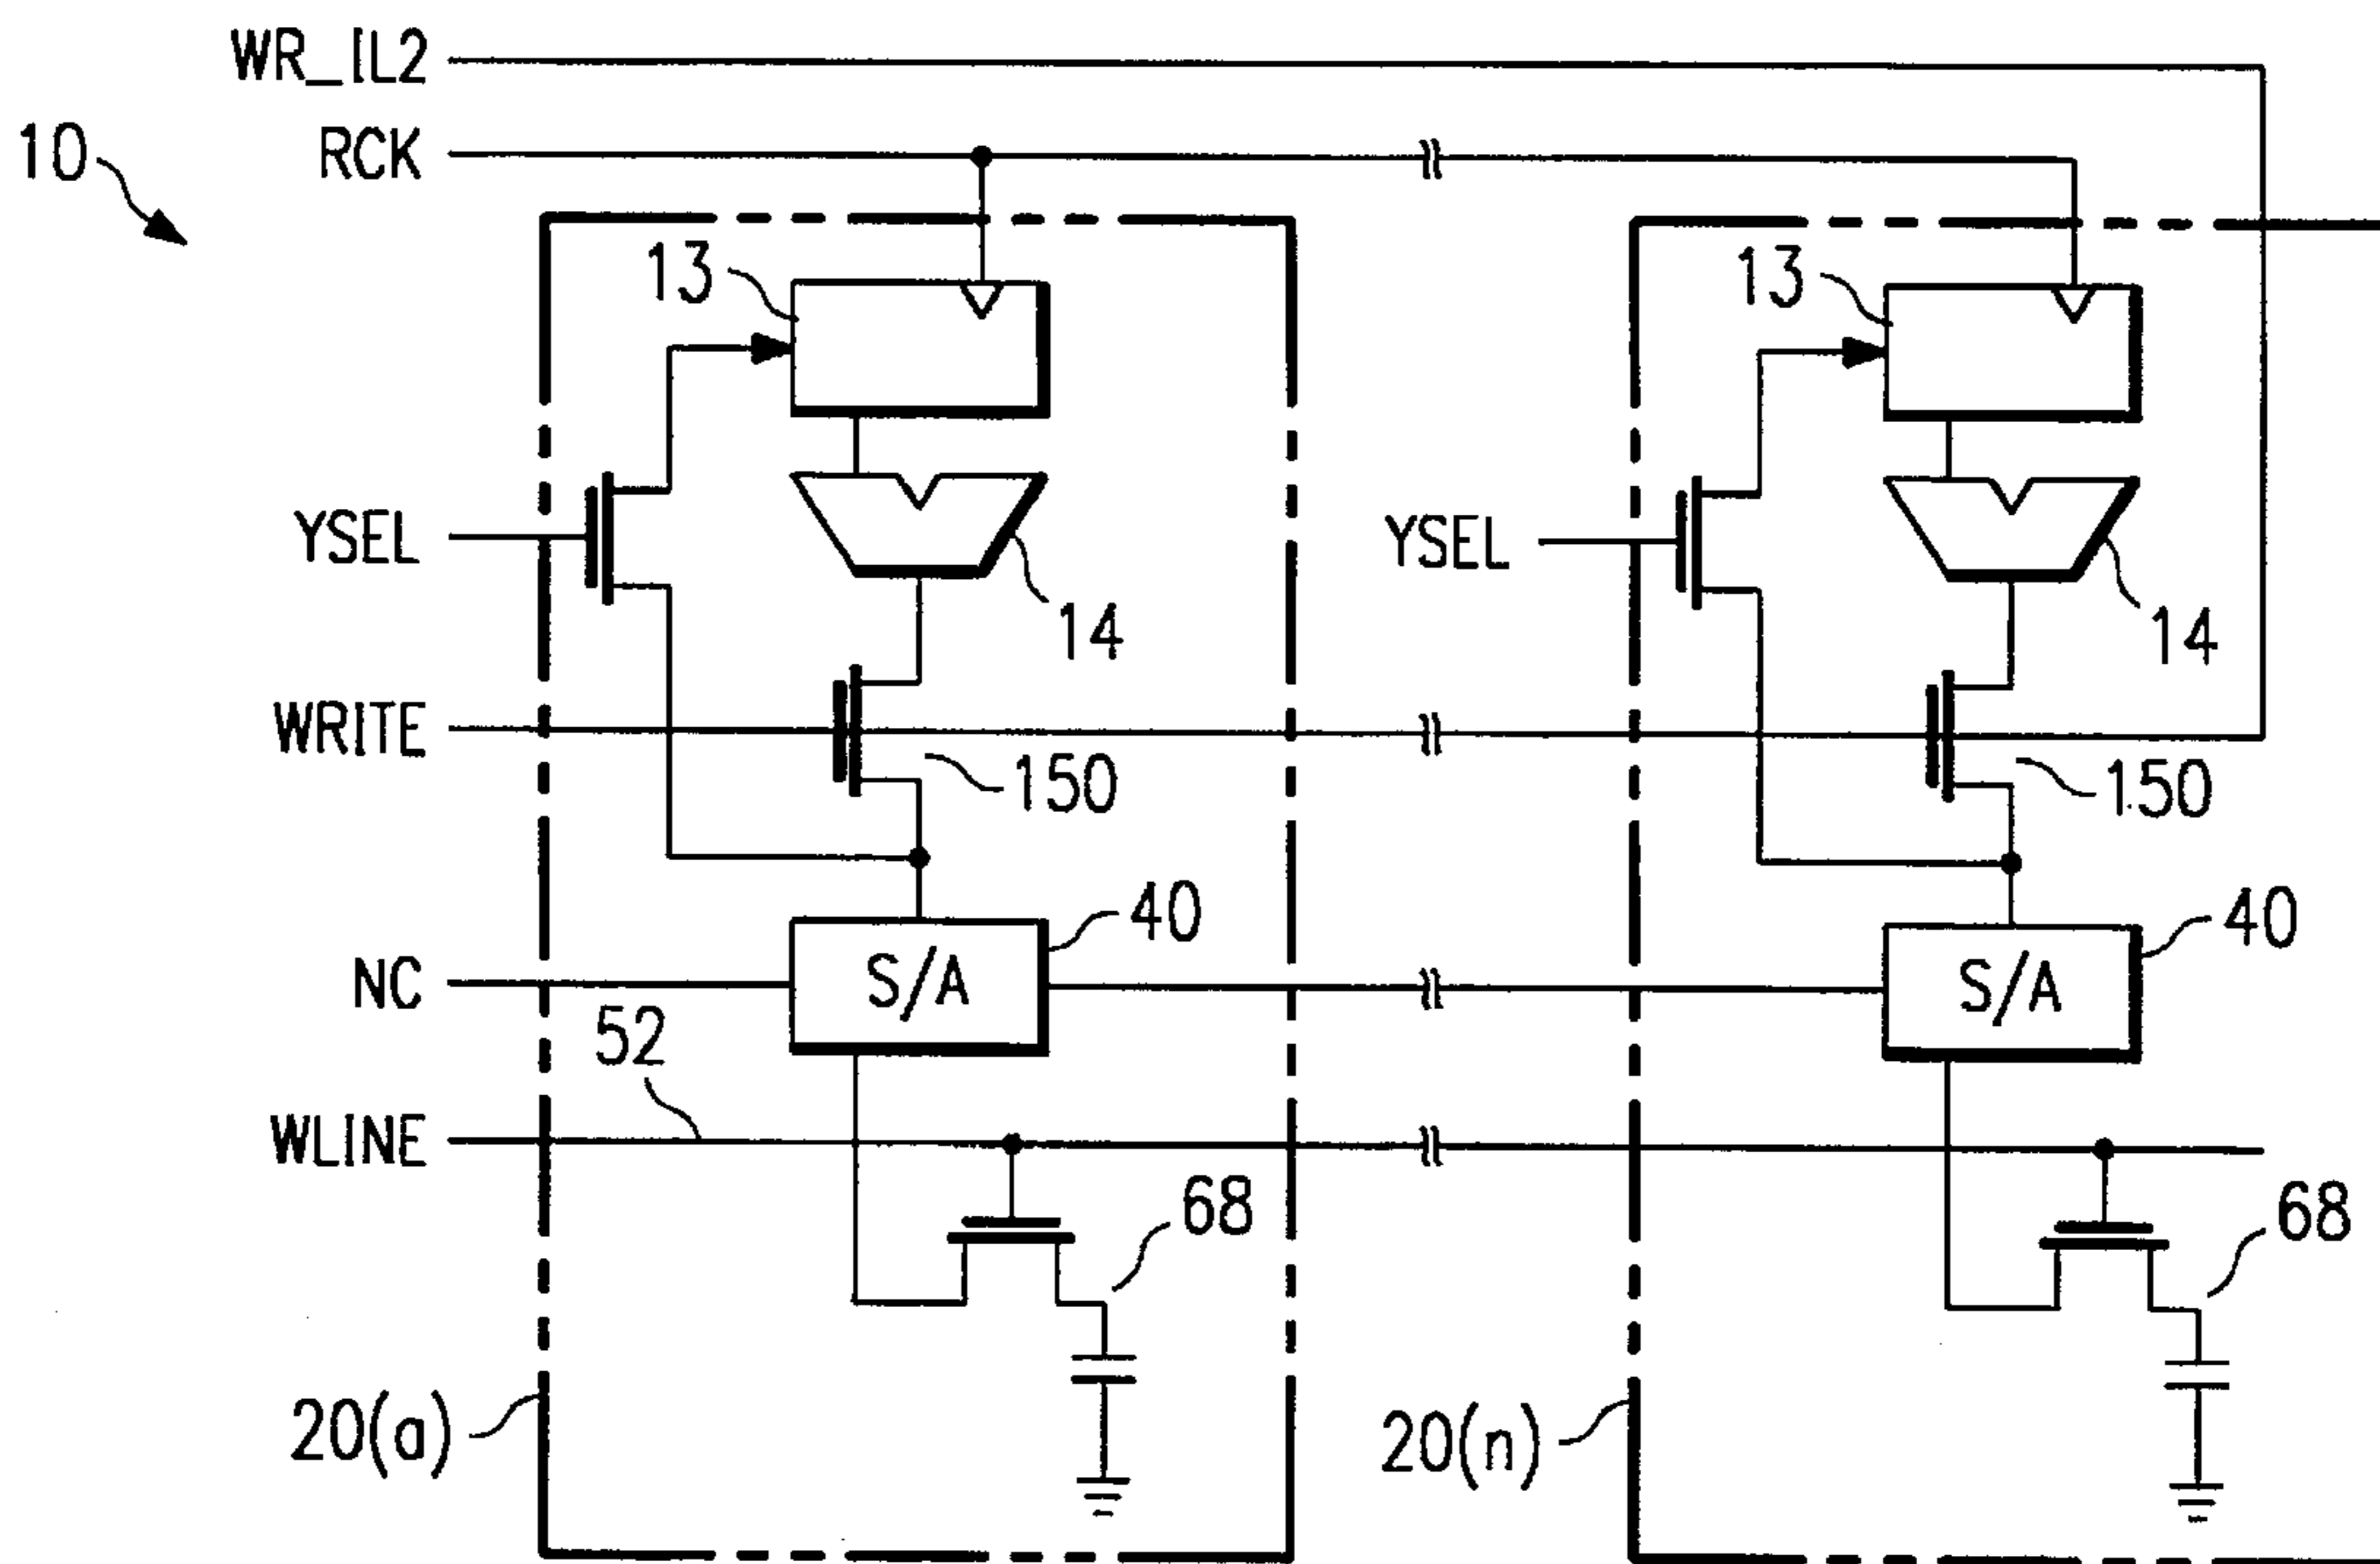 WR_IL2
10
RCK
13
13
YSEL
YSEL
14
14
WRITE
150
150
40
40
NC
S/A
S/A
52
WLINE
68
68
20(a)
20(n)